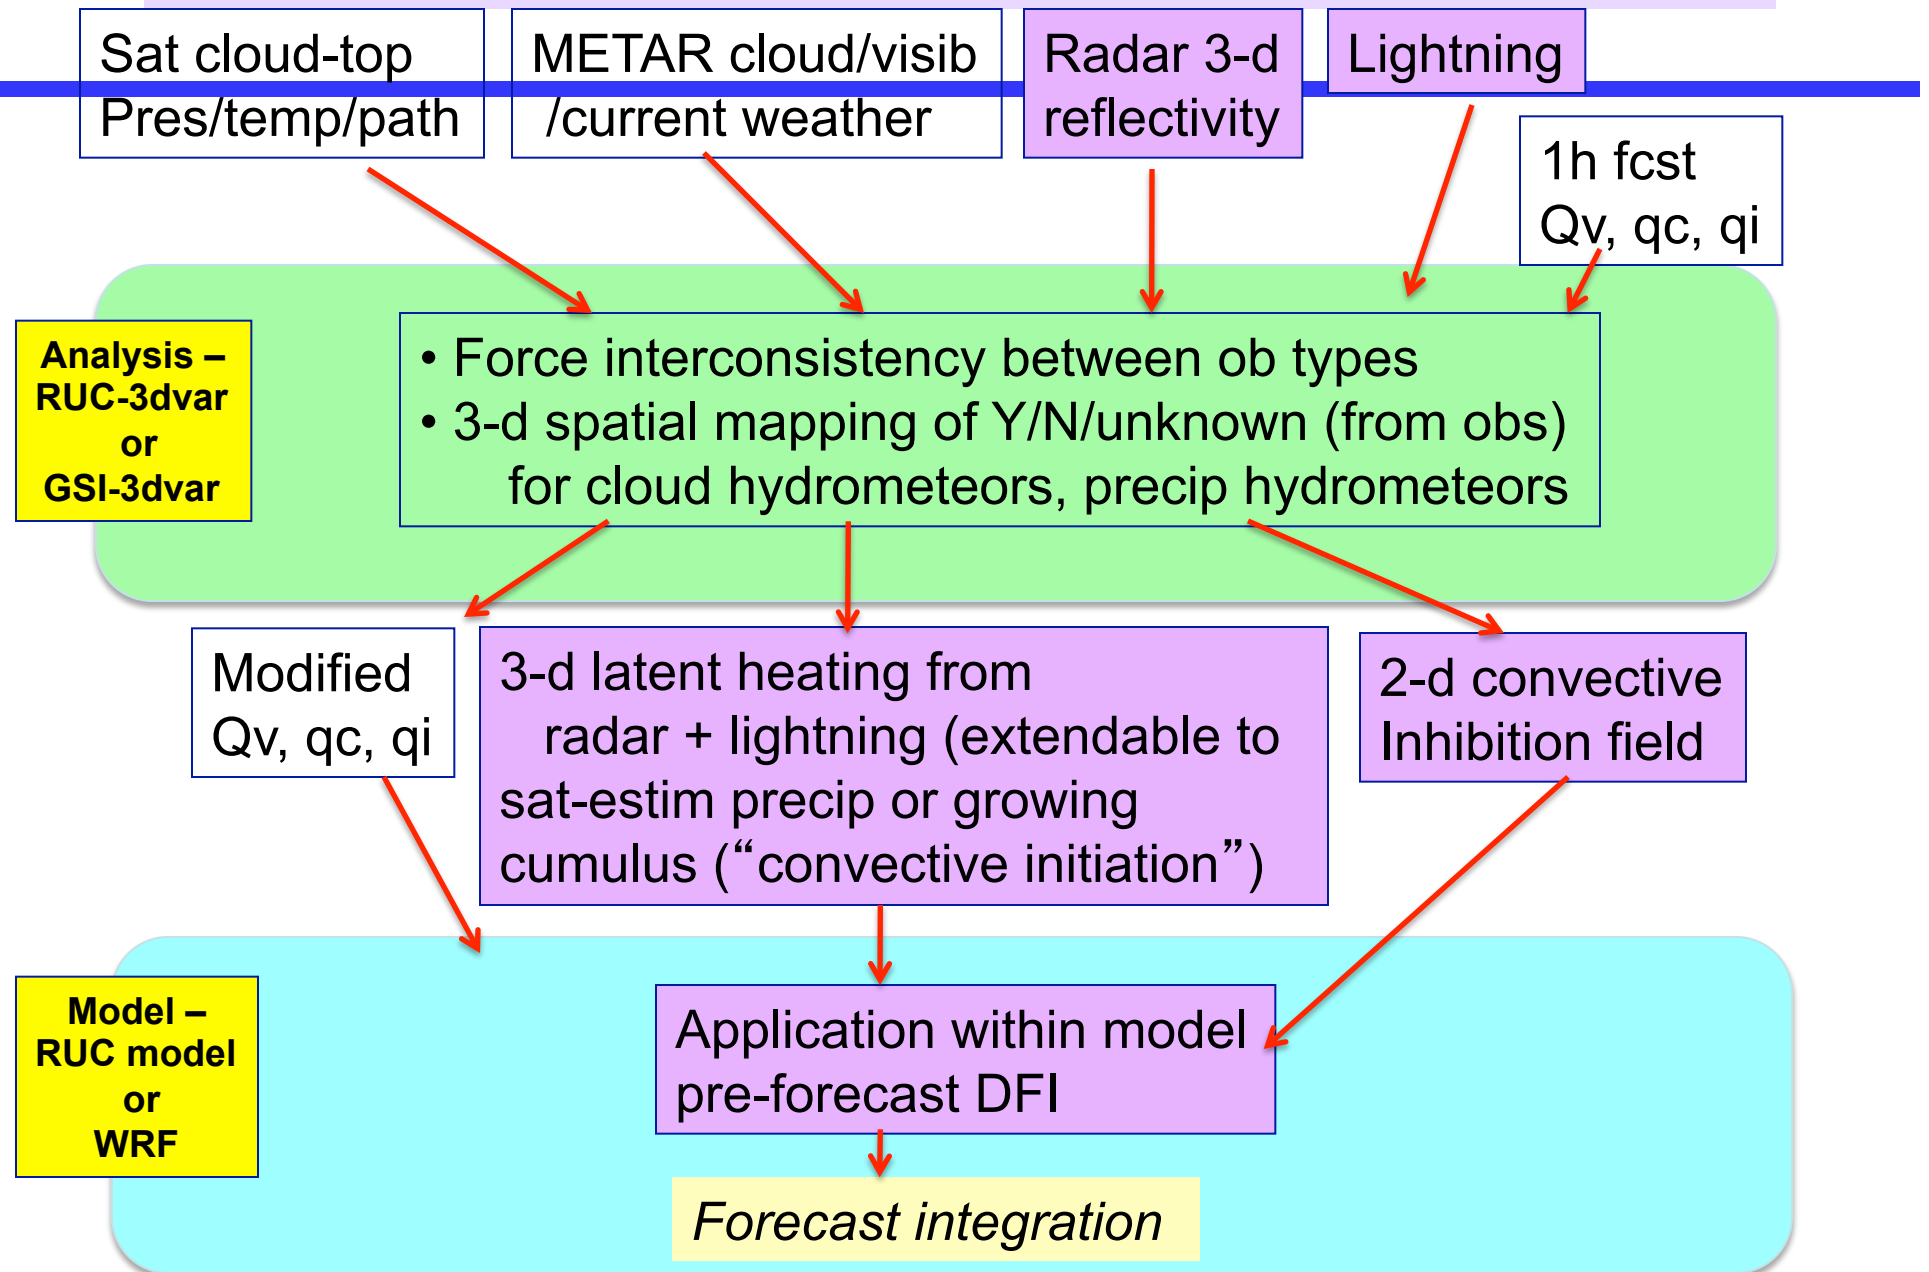 Sat cloud-top
Pres/temp/path
METAR cloud/visib
/current weather
Radar 3-d
reflectivity
Lightning
1h fcst
Qv, qc, qi
Analysis –
RUC-3dvar
or
GSI-3dvar
• Force interconsistency between ob types
• 3-d spatial mapping of Y/N/unknown (from obs)
for cloud hydrometeors, precip hydrometeors
Modified
Qv, qc, qi
3-d latent heating from
radar + lightning (extendable to
sat-estim precip or growing
cumulus (“convective initiation”)
2-d convective
Inhibition field
Model –
RUC model
or
WRF
Application within model
pre-forecast DFI
Forecast integration